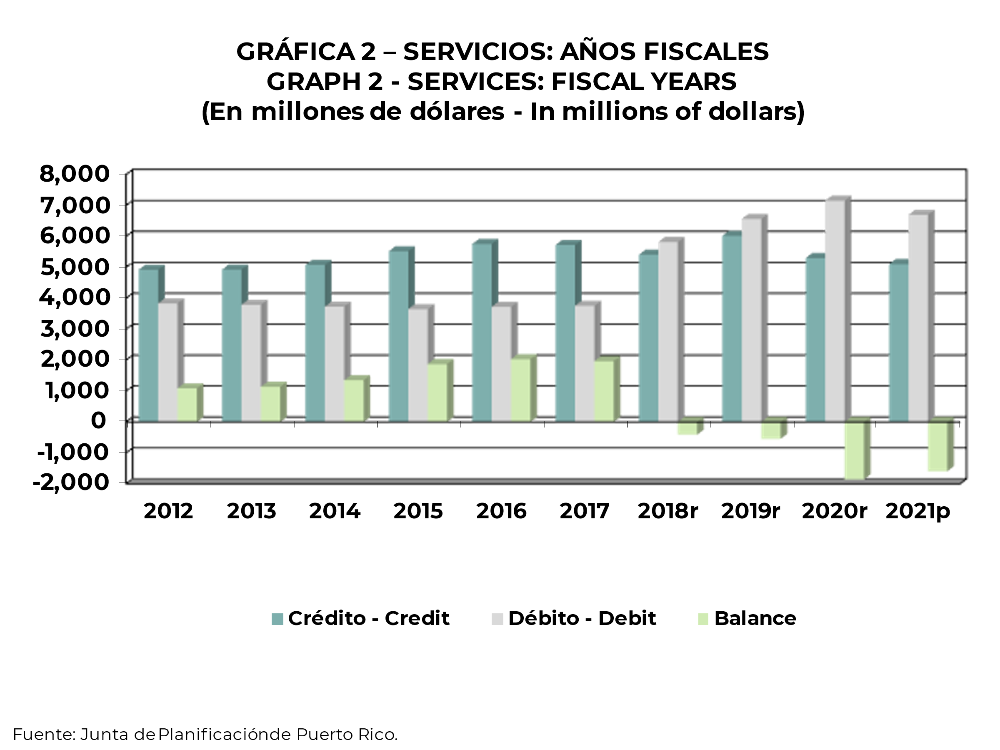 GRÁFICA 2 – SERVICIOS: AÑOS FISCALES
GRAPH 2 - SERVICES: FISCAL YEARS
(En millones de dólares - In millions of dollars)
8,000
7,000
6,000
5,000
4,000
3,000
2,000
1,000
0
-1,000
-2,000
2012 2013 2014 2015 2016 2017 2018r 2019r 2020r 2021p
Crédito - Credit Débito - Debit Balance
Fuente: Junta de Planificaciónde Puerto Rico.